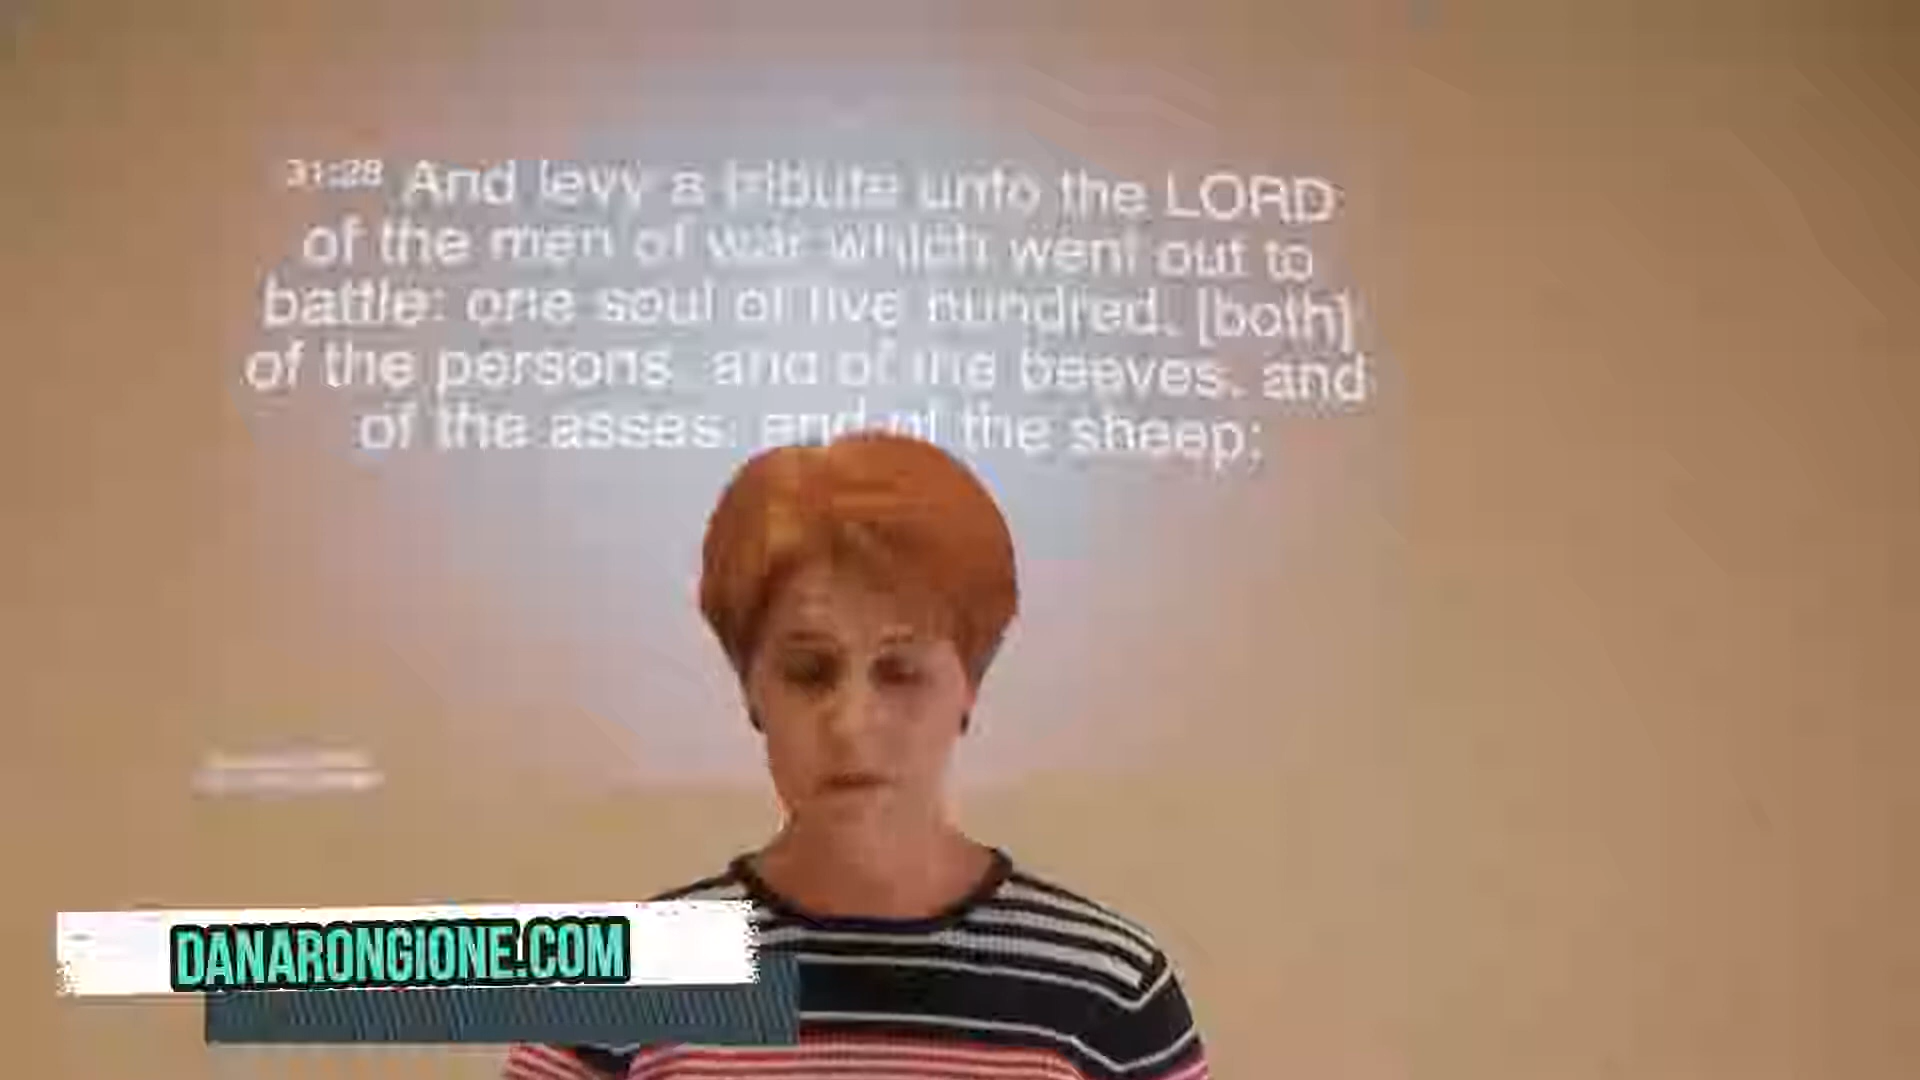 31:28 And levy a tribute unto the LORD
of the men of war which went out to
battle: one soul of five hundred, [both]
of the persons, and of the beeves, and
of the asses, and of the sheep;
DANARONGIONE.COM